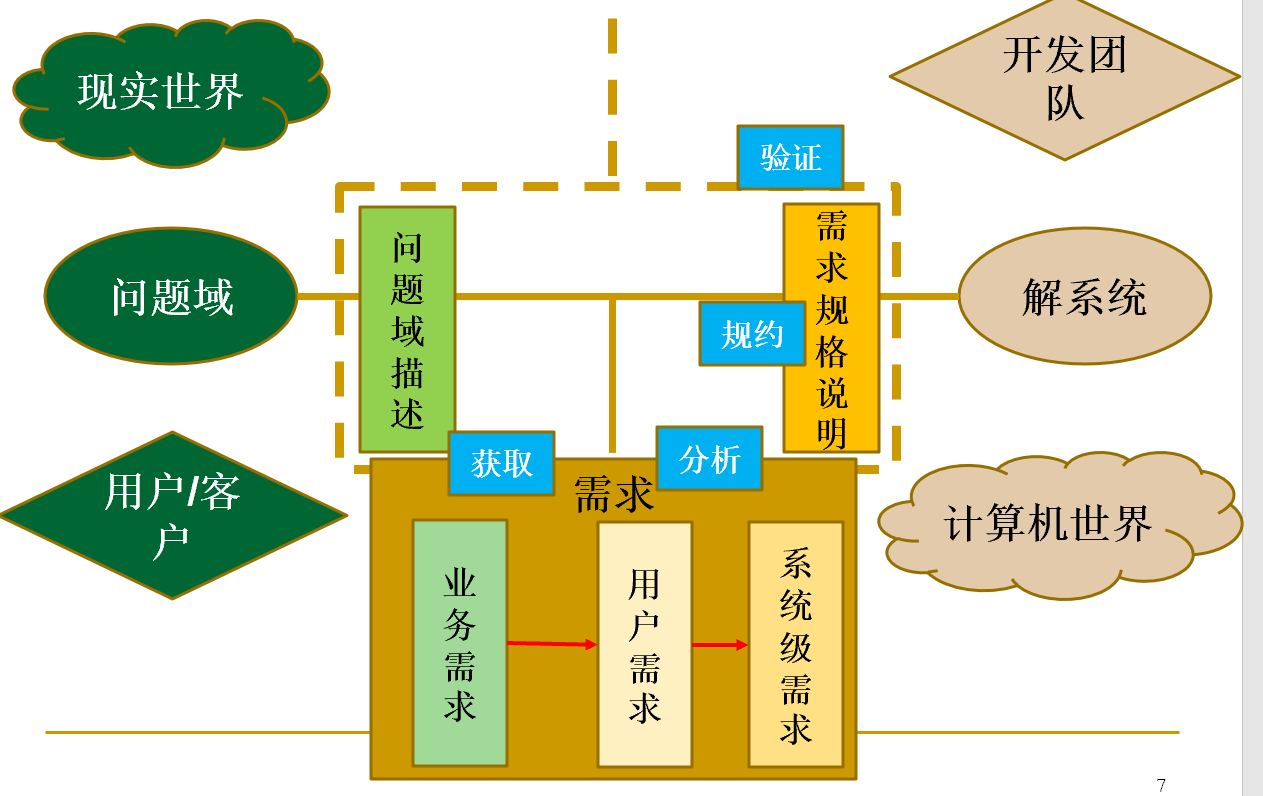 现实世界
开发团
队
验证
问题域
问题域描述
需求规格说明
解系统
规约
用户/客
户
获取
分析
需求
计算机世界
业务需求
用户需求
系统级需求
7